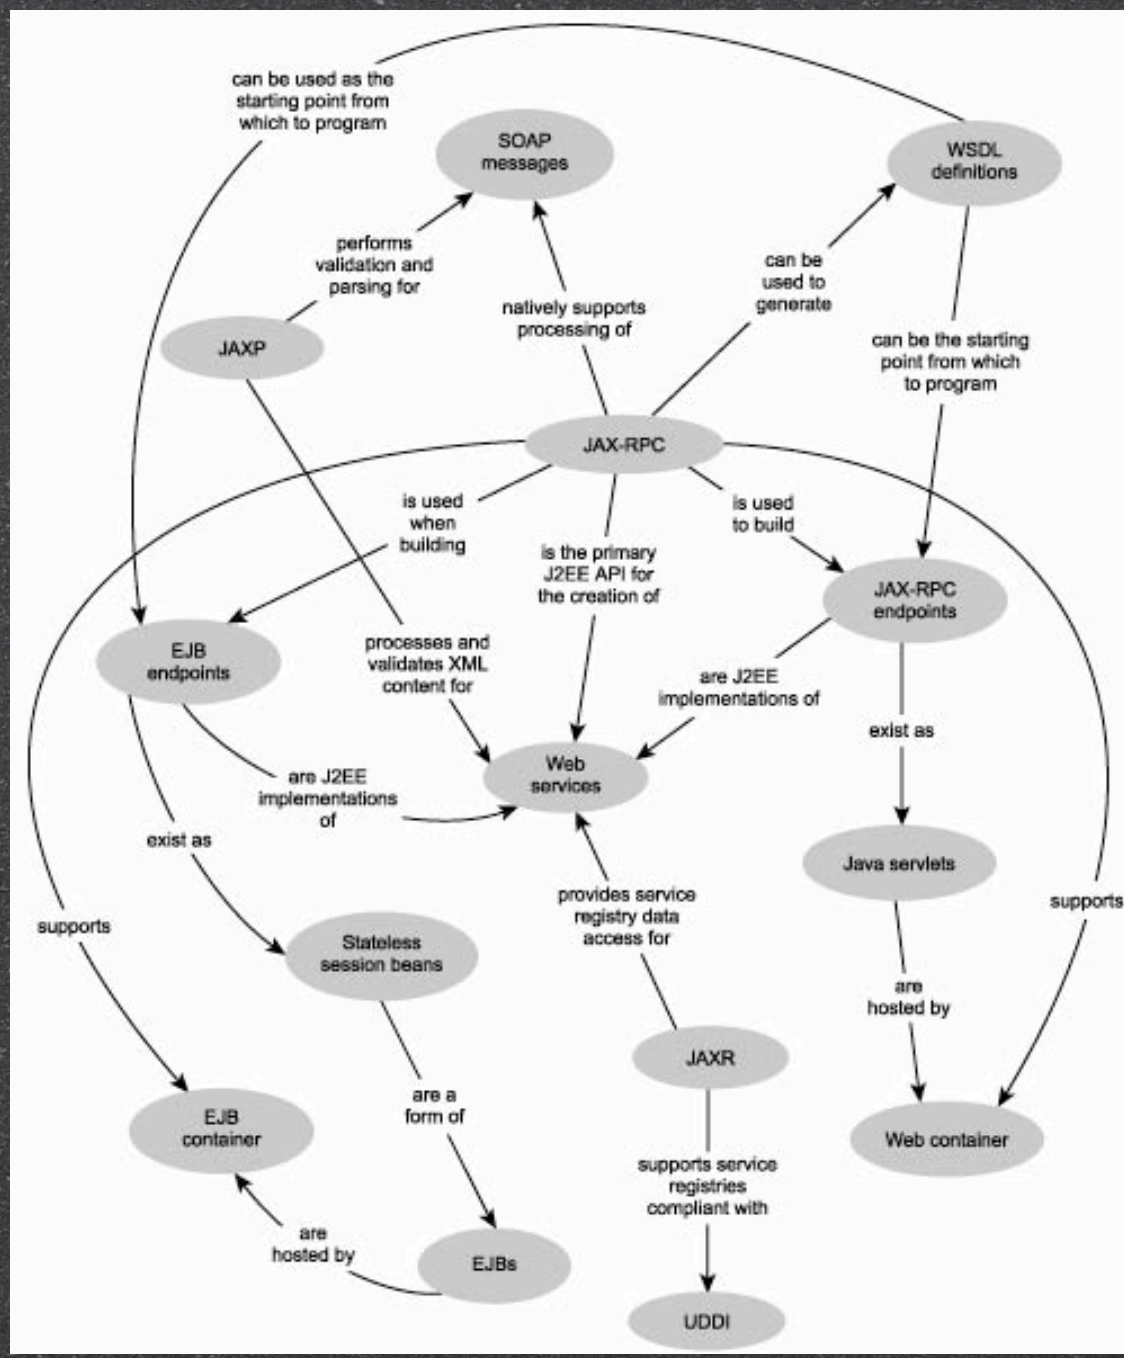 can be used as the
starting point from
which to program
SOAP
messages
WSDL
definitions
performs
validation and
parsing for
can be
used to
generate
natively supports
processing of
JAXP
can be the starting
point from which
to program
JAX-RPC
is used
when
building
is used
to build
is the primary
J2EE API for
the creation of
JAX-RPC
endpoints
EJB
endpoints
processes and
validates XML
content for
are J2EE
implementations of
exist as
Web
services
are J2EE
implementations
of
exist as
Java servlets
provides service
registry data
access for
supports
supports
Stateless
session beans
are
hosted by
JAXR
are a
form of
EJB
container
Web container
supports service
registries
compliant with
are
hosted by
EJBs
UDDI